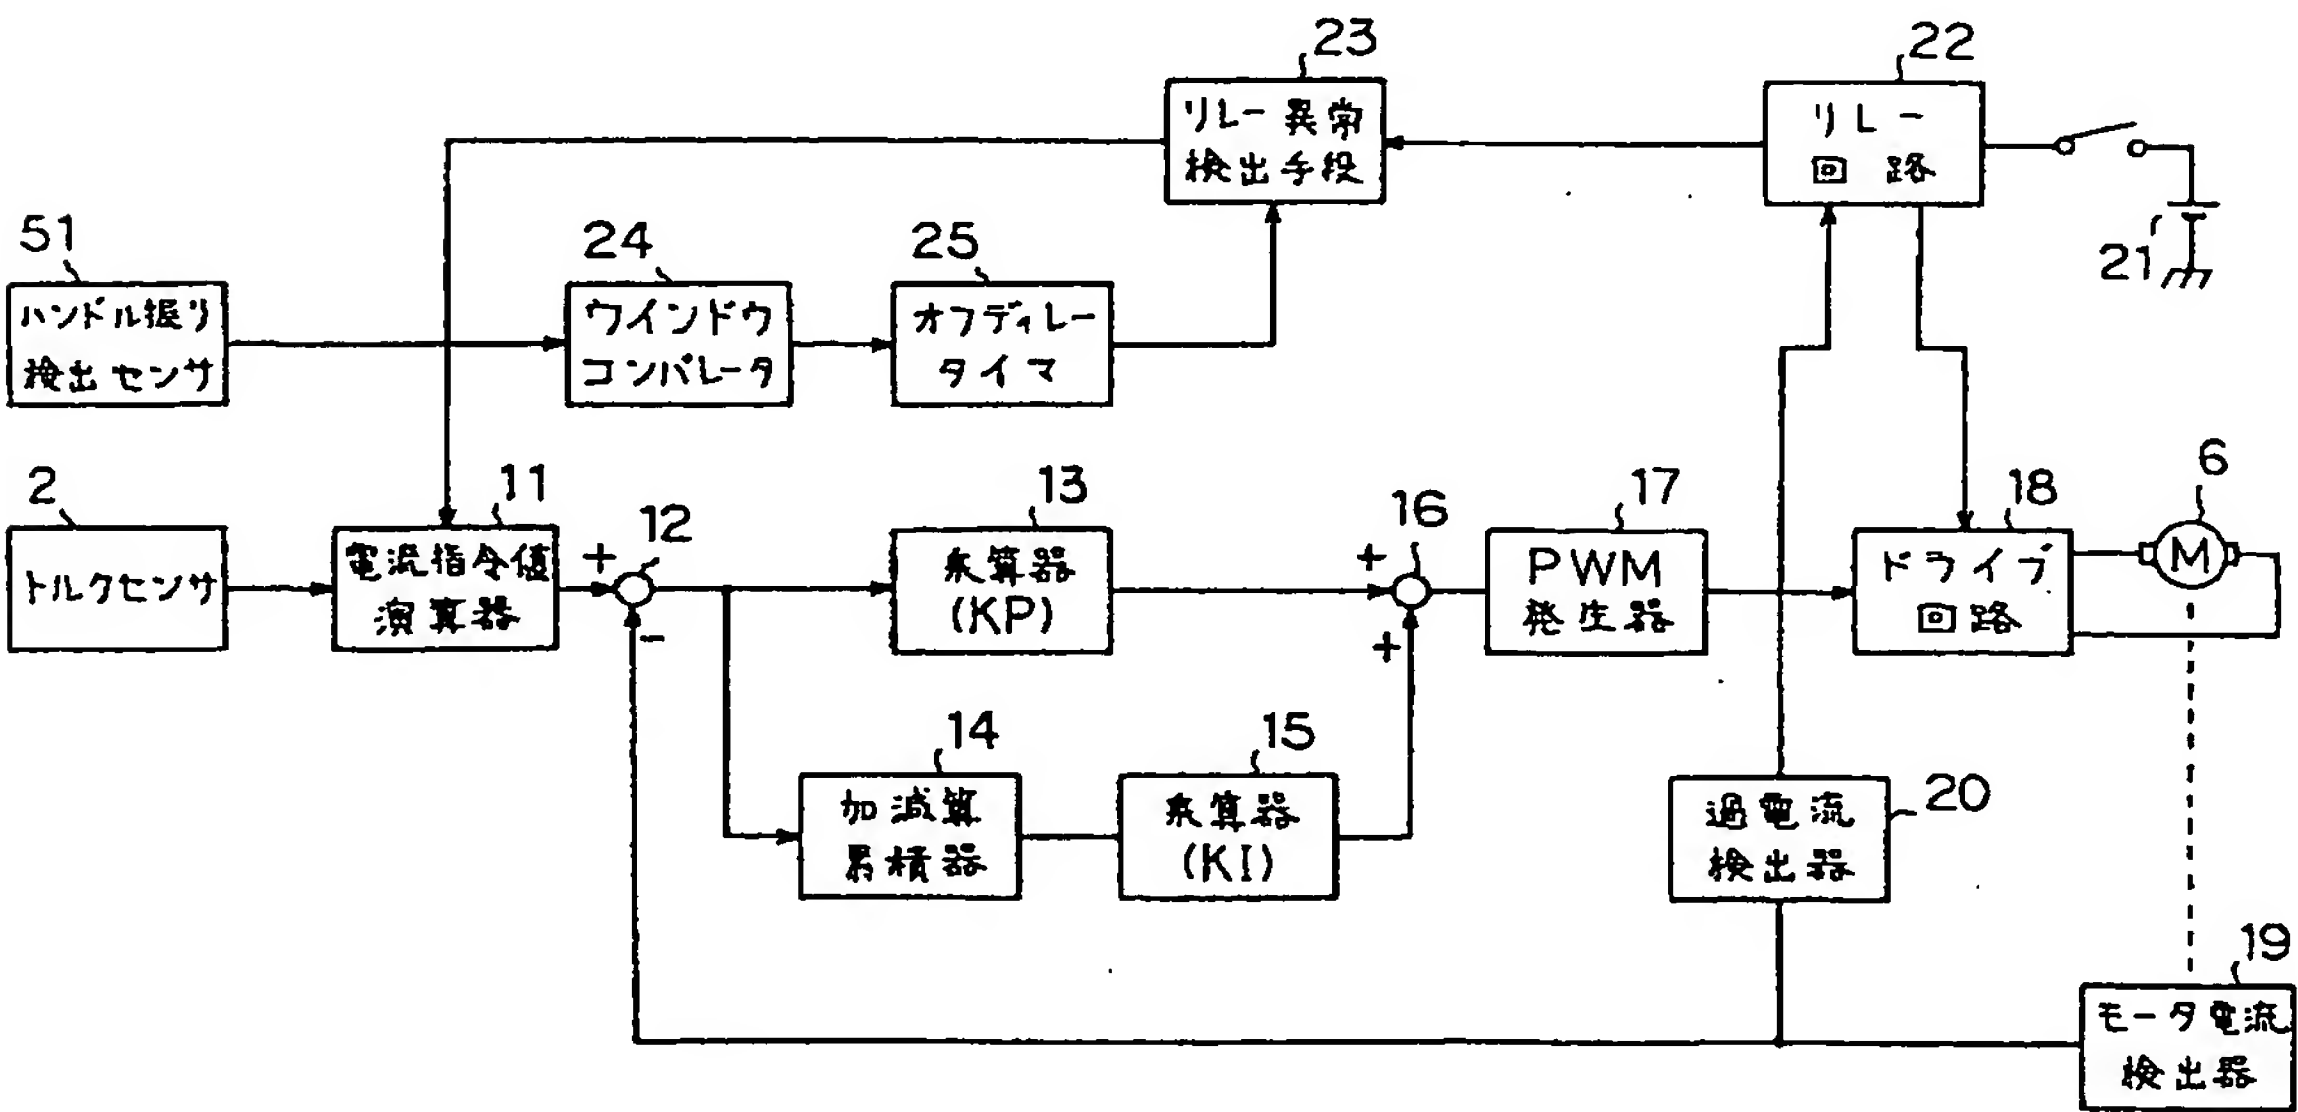 23
リレー異常
検出手段
22
リレー
回路
21
51
ハンドル握り
検出センサ
24
ウインドウ
コンパレータ
25
オフディレー
タイマ
2
トルクセンサ
11
電流指令値
演算器
+
12
-
13
乗算器
(KP)
14
加減算
累積器
15
乗算器
(KI)
16
+
+
17
PWM
発生器
18
ドライブ
回路
6
M
20
過電流
検出器
19
モータ電流
検出器